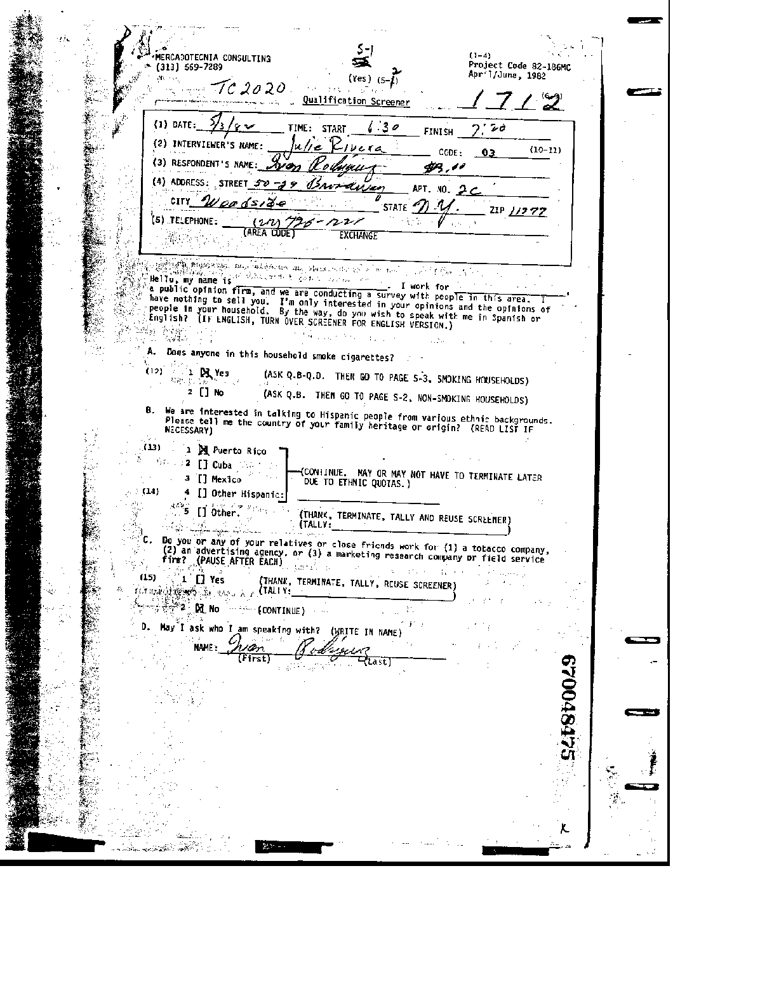 S-1
MERCADOTECNIA CONSULTING
(313) 569-7289
(1-4)
Project Code 82-186MC
April/June, 1982
(Yes) (S-
2
TC2020
Qualification Screener
1712
(1) DATE: 5/3/82 TIME: START 6:30 FINISH 7:20
(2) INTERVIEWER'S NAME: Julie Rivera CODE: 03 (10-11)
(3) RESPONDENT'S NAME: Ivan Rodriguez $3.00
(4) ADDRESS: STREET 50-39 Broadway APT. NO. 2C
CITY Woodside STATE N.Y. ZIP 11377
(5) TELEPHONE: 726-1221
(AREA CODE) EXCHANGE
Hello, my name is ____. I work for ____,
a public opinion firm, and we are conducting a survey with people in this area. I
have nothing to sell you. I'm only interested in your opinions and the opinions of
people in your household. By the way, do you wish to speak with me in Spanish or
English? (IF ENGLISH, TURN OVER SCREENER FOR ENGLISH VERSION.)
A. Does anyone in this household smoke cigarettes?
(12) 1 [X] Yes (ASK Q.B-Q.D. THEN GO TO PAGE S-3, SMOKING HOUSEHOLDS)
2 [] No (ASK Q.B. THEN GO TO PAGE S-2, NON-SMOKING HOUSEHOLDS)
B. We are interested in talking to Hispanic people from various ethnic backgrounds.
Please tell me the country of your family heritage or origin? (READ LIST IF
NECESSARY)
(13) 1 [X] Puerto Rico
2 [] Cuba
(CONTINUE. MAY OR MAY NOT HAVE TO TERMINATE LATER
3 [] Mexico
DUE TO ETHNIC QUOTAS.)
(14) 4 [] Other Hispanic:
5 [] Other. (THANK, TERMINATE, TALLY AND REUSE SCREENER)
(TALLY: )
C. Do you or any of your relatives or close friends work for (1) a tobacco company,
(2) an advertising agency, or (3) a marketing research company or field service
firm? (PAUSE AFTER EACH)
(15) 1 [] Yes (THANK, TERMINATE, TALLY, REUSE SCREENER)
(TALLY: )
2 [X] No (CONTINUE)
D. May I ask who I am speaking with? (WRITE IN NAME)
NAME: Ivan Rodriguez
(First) (Last)
670048475
K